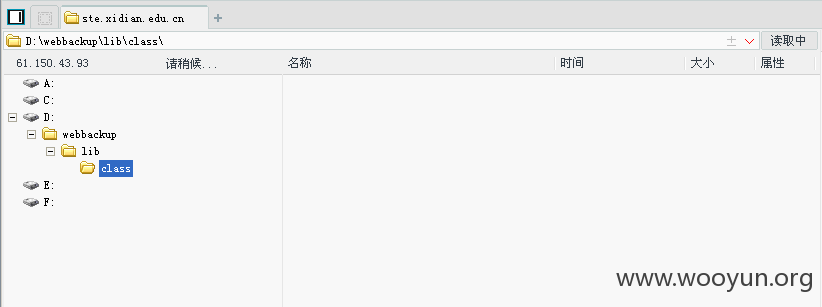 ste.xidian.edu.cn
D:\webbackup\lib\class\ 读取中
61.150.43.93 请稍候... 名称 时间 大小 属性
A:
C:
D:
webbackup
lib
class
E:
F:
www.wooyun.org